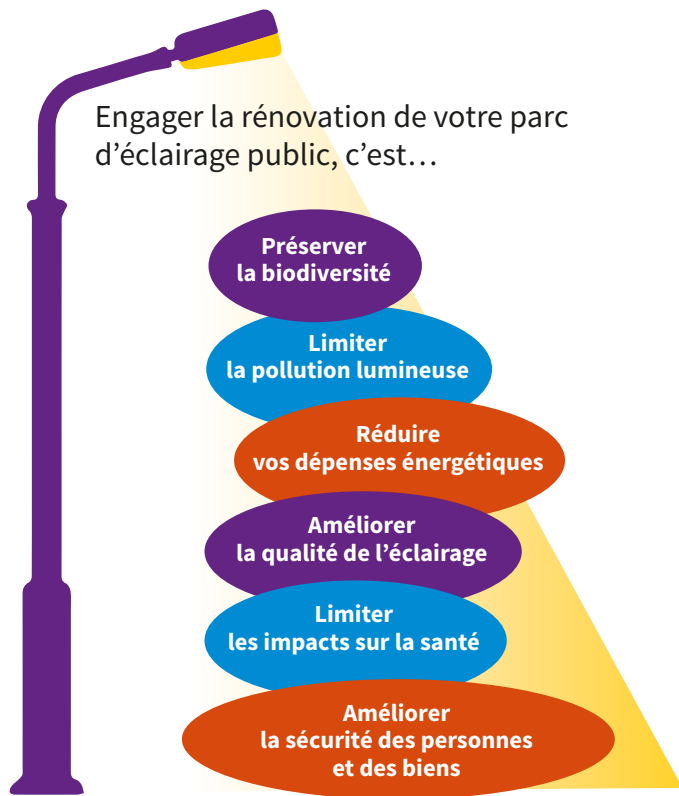 Engager la rénovation de votre parc
d’éclairage public, c’est…
Préserver
la biodiversité
Limiter
la pollution lumineuse
Réduire
vos dépenses énergétiques
Améliorer
la qualité de l’éclairage
Limiter
les impacts sur la santé
Améliorer
la sécurité des personnes
et des biens